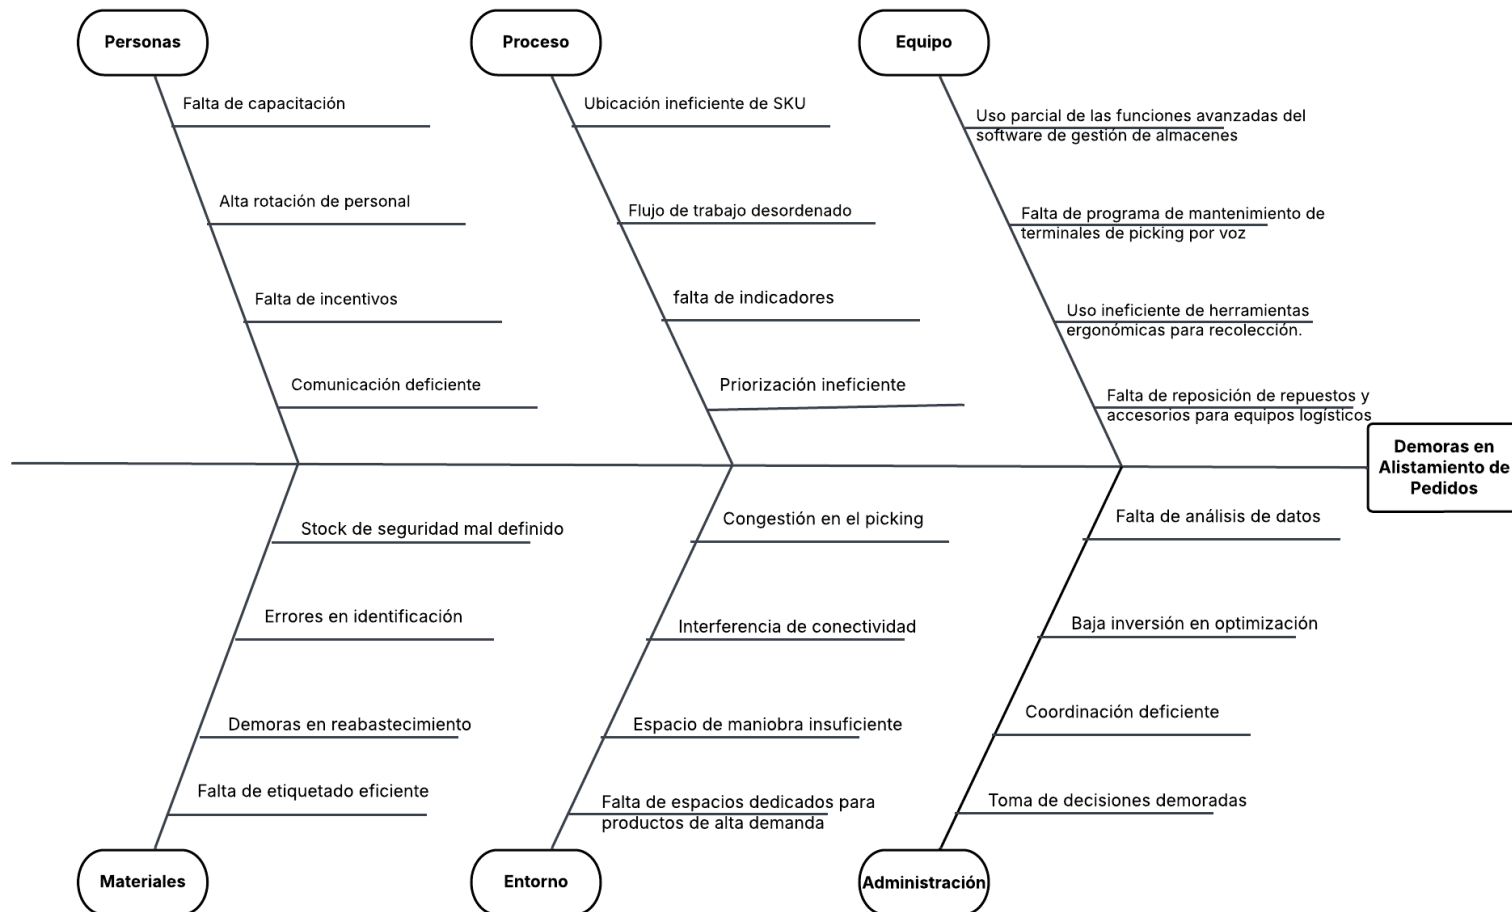 Personas
Proceso
Equipo
Falta de capacitación
Alta rotación de personal
Falta de incentivos
Comunicación deficiente
Ubicación ineficiente de SKU
Flujo de trabajo desordenado
falta de indicadores
Priorización ineficiente
Uso parcial de las funciones avanzadas del
software de gestión de almacenes
Falta de programa de mantenimiento de
terminales de picking por voz
Uso ineficiente de herramientas
ergonómicas para recolección.
Falta de reposición de repuestos y
accesorios para equipos logísticos
Demoras en
Alistamiento de
Pedidos
Stock de seguridad mal definido
Errores en identificación
Demoras en reabastecimiento
Falta de etiquetado eficiente
Congestión en el picking
Interferencia de conectividad
Espacio de maniobra insuficiente
Falta de espacios dedicados para
productos de alta demanda
Falta de análisis de datos
Baja inversión en optimización
Coordinación deficiente
Toma de decisiones demoradas
Materiales
Entorno
Administración